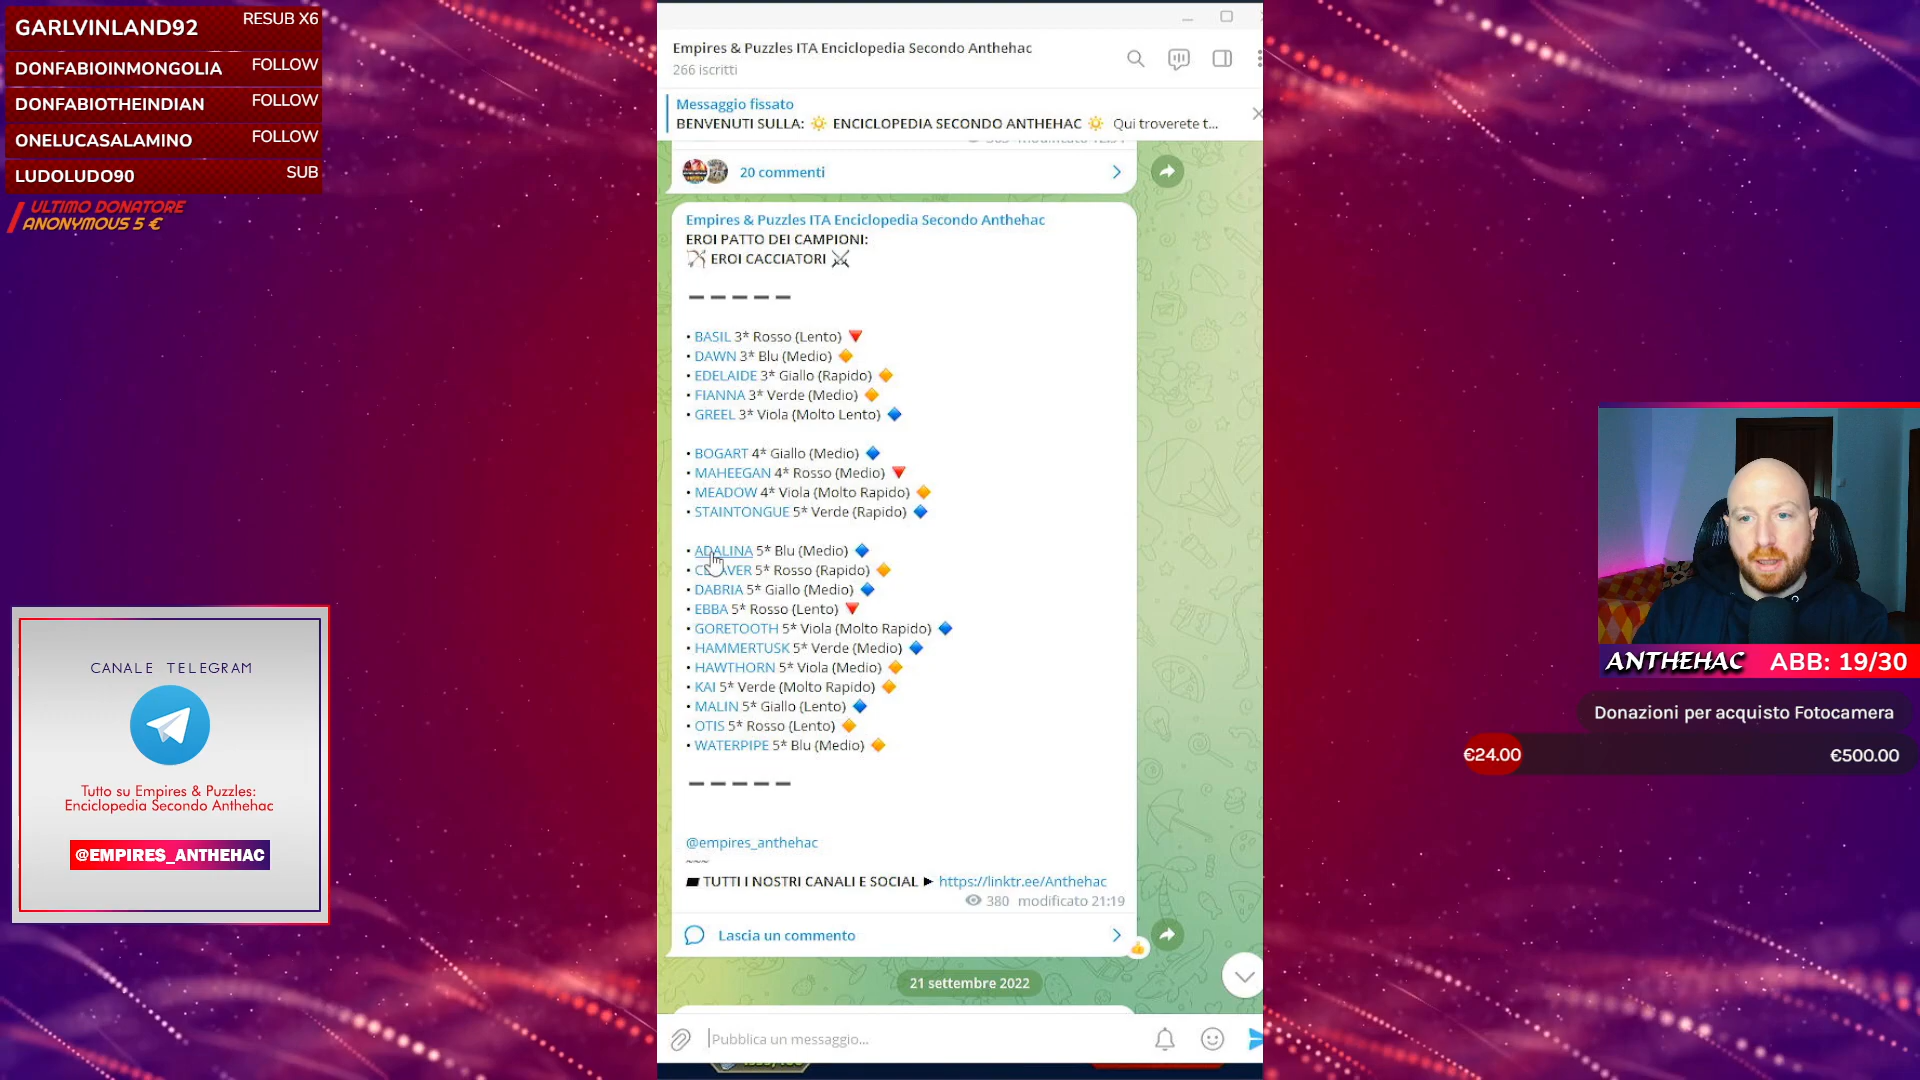 GARLVINLAND92 RESUB X6
DONFABIOINMONGOLIA FOLLOW
DONFABIOTHEINDIAN FOLLOW
ONELUCASALAMINO FOLLOW
LUDOLUDO90 SUB
ULTIMO DONATORE
ANONYMOUS 5 €
CANALE TELEGRAM
Tutto su Empires & Puzzles:
Enciclopedia Secondo Anthehac
@EMPIRES_ANTHEHAC
Empires & Puzzles ITA Enciclopedia Secondo Anthehac
266 iscritti
Messaggio fissato
BENVENUTI SULLA: ☀️ ENCICLOPEDIA SECONDO ANTHEHAC ☀️ Qui troverete t...
20 commenti
Empires & Puzzles ITA Enciclopedia Secondo Anthehac
EROI PATTO DEI CAMPIONI:
🏹 EROI CACCIATORI ⚔️
• BASIL 3* Rosso (Lento) 🔻
• DAWN 3* Blu (Medio) 🔶
• EDELAIDE 3* Giallo (Rapido) 🔶
• FIANNA 3* Verde (Medio) 🔶
• GREEL 3* Viola (Molto Lento) 🔷
• BOGART 4* Giallo (Medio) 🔷
• MAHEEGAN 4* Rosso (Medio) 🔻
• MEADOW 4* Viola (Molto Rapido) 🔶
• STAINTONGUE 5* Verde (Rapido) 🔷
• ADALINA 5* Blu (Medio) 🔷
• CLEAVER 5* Rosso (Rapido) 🔶
• DABRIA 5* Giallo (Medio) 🔷
• EBBA 5* Rosso (Lento) 🔻
• GORETOOTH 5* Viola (Molto Rapido) 🔷
• HAMMERTUSK 5* Verde (Medio) 🔷
• HAWTHORN 5* Viola (Medio) 🔶
• KAI 5* Verde (Molto Rapido) 🔶
• MALIN 5* Giallo (Lento) 🔷
• OTIS 5* Rosso (Lento) 🔶
• WATERPIPE 5* Blu (Medio) 🔶
@empires_anthehac
~~~
TUTTI I NOSTRI CANALI E SOCIAL ► https://linktr.ee/Anthehac
380 modificato 21:19
Lascia un commento
21 settembre 2022
Pubblica un messaggio...
ANTHEHAC ABB: 19/30
Donazioni per acquisto Fotocamera
€24.00 €500.00